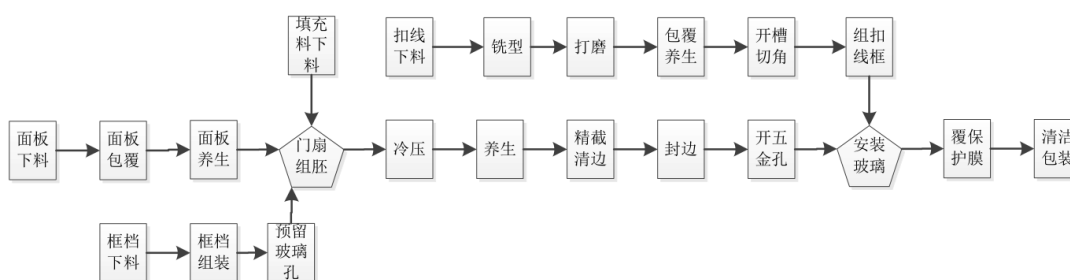 填充
料下
料
扣线
下料
铣型
打磨
包覆
养生
开槽
切角
组扣
线框
面板
下料
面板
包覆
面板
养生
门扇
组胚
冷压
养生
精截
清边
封边
开五
金孔
安装
玻璃
覆保
护膜
清洁
包装
框档
下料
框档
组装
预留
玻璃
孔